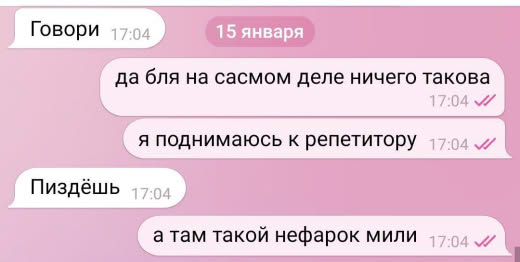 Говори 17:04
15 января
да бля на сасмом деле ничего такова
17:04
я поднимаюсь к репетитору 17:04
Пиздёшь 17:04
а там такой нефарок мили 17:04